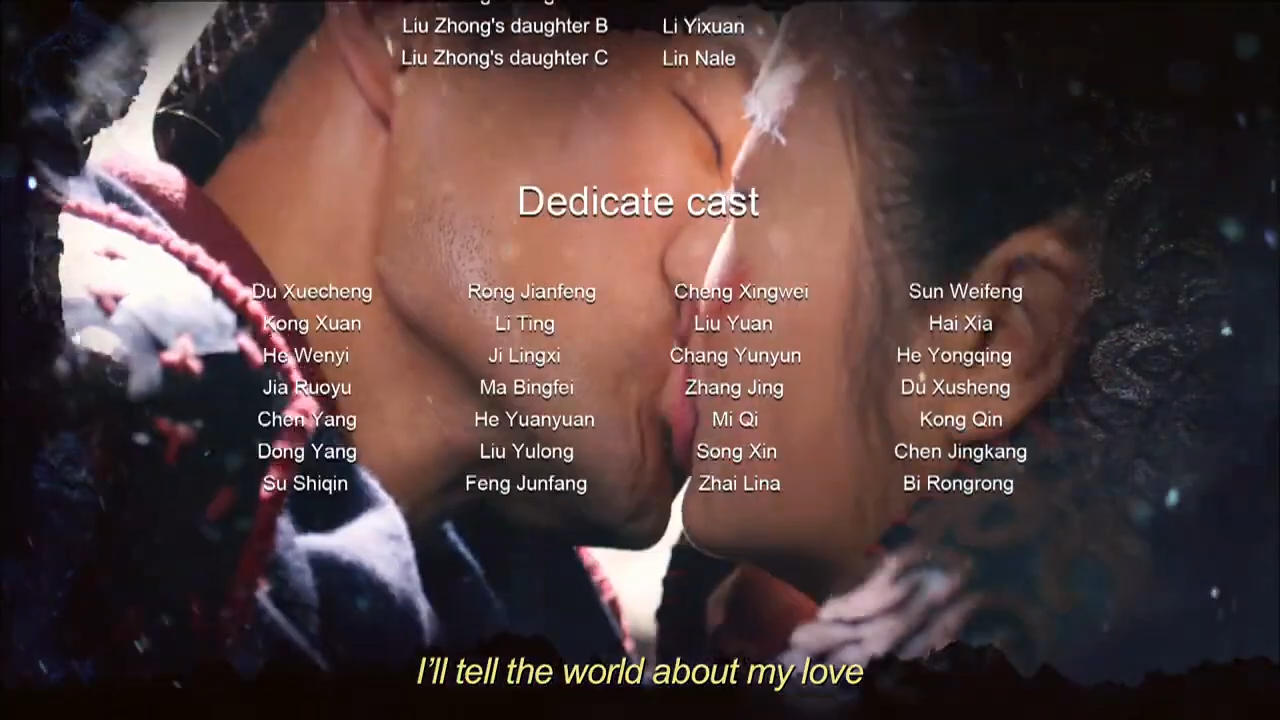 Liu Zhong's daughter B Li Yixuan
Liu Zhong's daughter C Lin Nale
Dedicate cast
Du Xuecheng Rong Jianfeng Cheng Xingwei Sun Weifeng
Kong Xuan Li Ting Liu Yuan Hai Xia
He Wenyi Ji Lingxi Chang Yunyun He Yongqing
Jia Ruoyu Ma Bingfei Zhang Jing Du Xusheng
Chen Yang He Yuanyuan Mi Qi Kong Qin
Dong Yang Liu Yulong Song Xin Chen Jingkang
Su Shiqin Feng Junfang Zhai Lina Bi Rongrong
I'll tell the world about my love